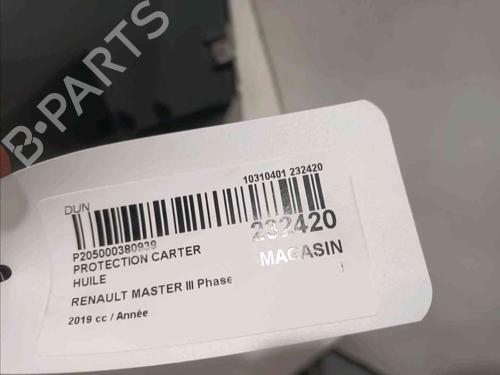 B-PARTS
DUN
10310401 232420
P205000380939
232420
PROTECTION CARTER
HUILE
MAGASIN
RENAULT MASTER III Phase
2019 cc / Année